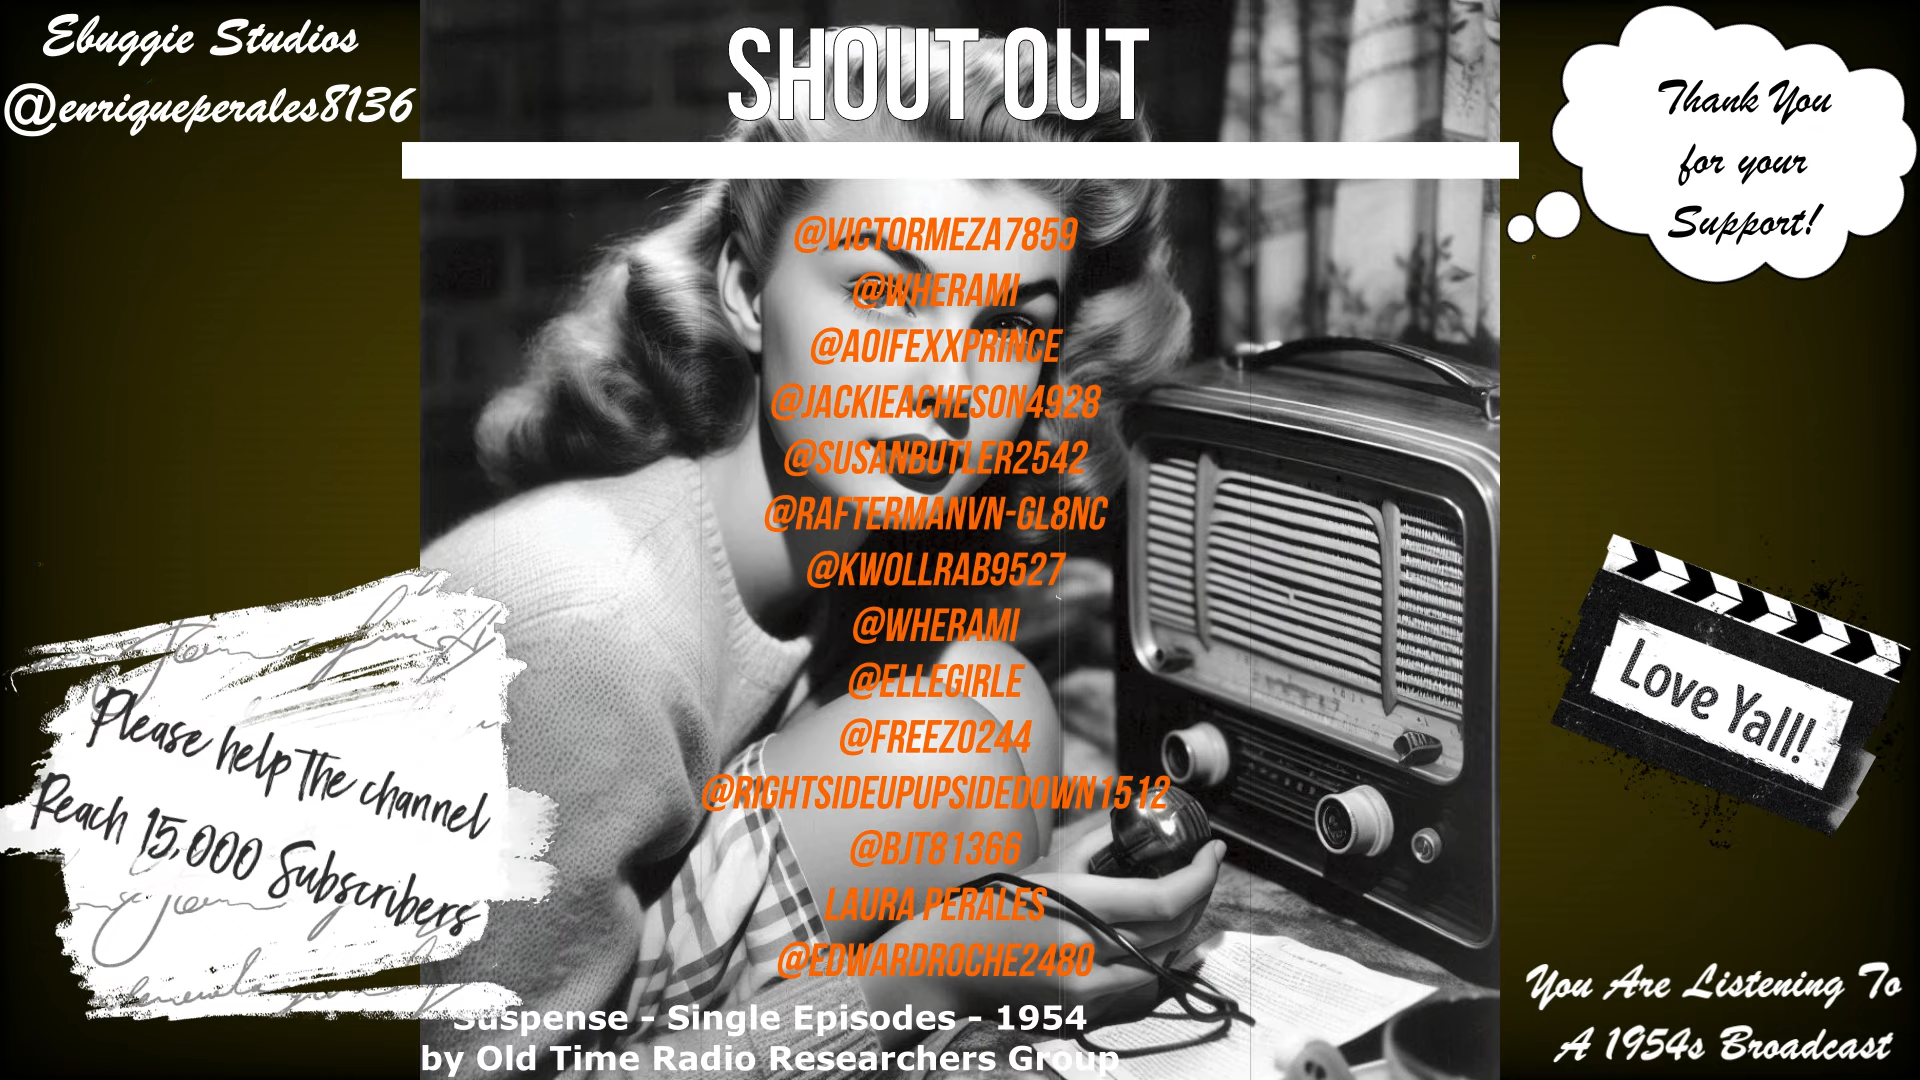 Ebuggie Studios
@enriqueperales8136
SHOUT OUT
Thank You
for your
Support!
@VICTORMEZA7859
@WHERAMI
@AOIFEXXPRINCE
@JACKIEACHESON4928
@SUSANBUTLER2542
@RAFTERMANVN-GL8NC
@KWOLLRAB9527
@WHERAMI
@ELLEGIRLE
@FREEZ0244
@RIGHTSIDEUPUPSIDEDOWN1512
@BJT81366
LAURA PERALES
@EDWARDROCHE2480
Please help The channel
Reach 15,000 Subscribers
Love Yall!
Suspense - Single Episodes - 1954
by Old Time Radio Researchers Group
You Are Listening To
A 1954s Broadcast